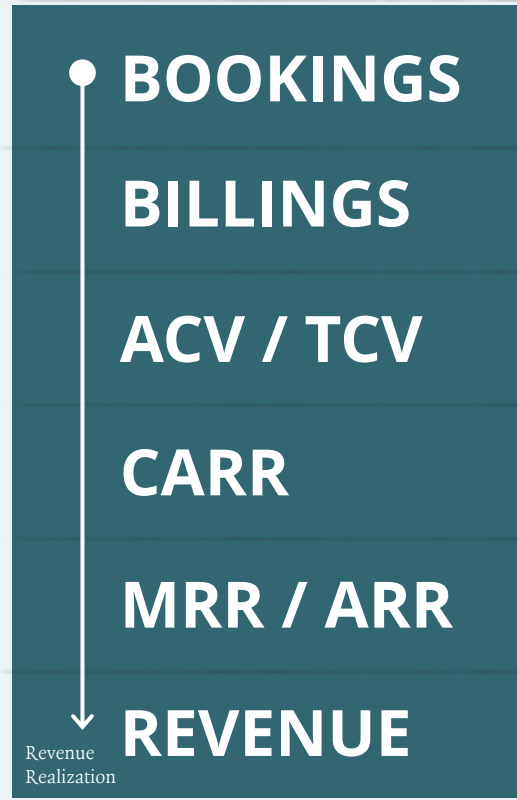 BOOKINGS
BILLINGS
ACV / TCV
CARR
MRR / ARR
REVENUE
Revenue
Realization